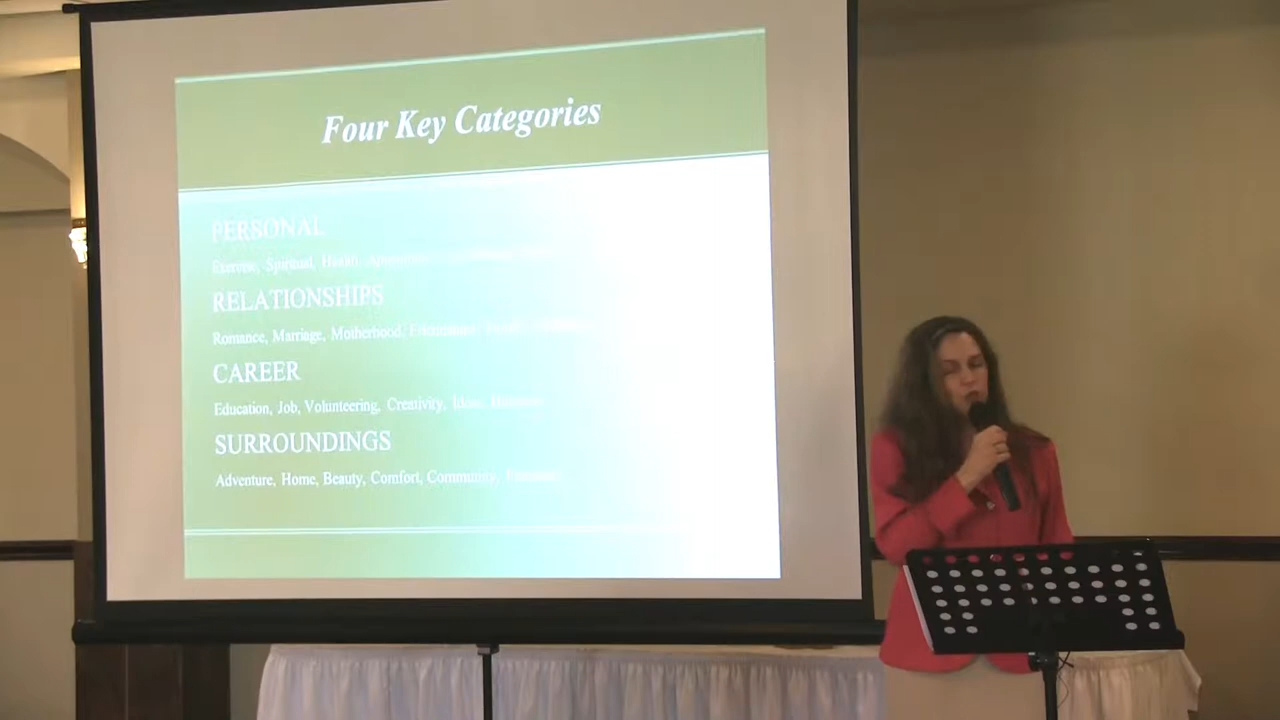 Four Key Categories
PERSONAL
Exercise, Spiritual, Health,
RELATIONSHIPS
Romance, Marriage, Motherhood,
CAREER
Education, Job, Volunteering, Creativity,
SURROUNDINGS
Adventure, Home, Beauty, Comfort, Community,